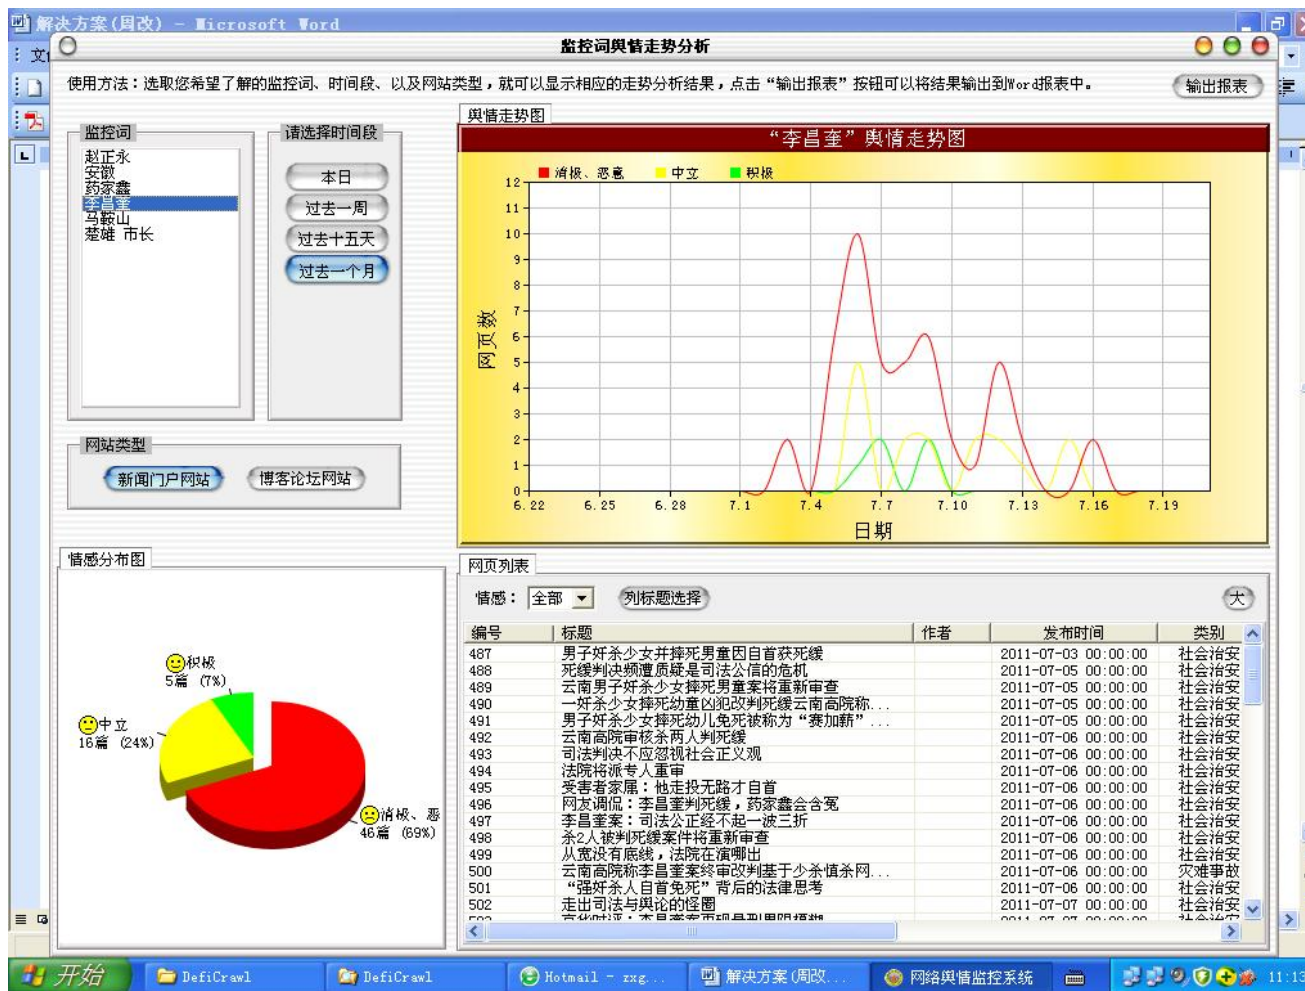 解决方案(周改) - Microsoft Word
监控词舆情走势分析
使用方法：选取您希望了解的监控词、时间段、以及网站类型，就可以显示相应的走势分析结果，点击“输出报表”按钮可以将结果输出到Word报表中。
输出报表
监控词
赵正永
安徽
药家鑫
李昌奎
马鞍山
楚雄 市长
请选择时间段
本日
过去一周
过去十五天
过去一个月
网站类型
新闻门户网站
博客论坛网站
舆情走势图
“李昌奎”舆情走势图
消极、恶意 中立 积极
12
11
10
9
8
7
6
5
4
3
2
1
0
网页数
6.22 6.25 6.28 7.1 7.4 7.7 7.10 7.13 7.16 7.19
日期
情感分布图
积极
5篇 (7%)
中立
16篇 (24%)
消极、恶
46篇 (69%)
网页列表
情感： 全部 列标题选择 大
编号 标题 作者 发布时间 类别
487 男子奸杀少女并摔死男童因自首获死缓 2011-07-03 00:00:00 社会治安
488 死缓判决频遭质疑是司法公信的危机 2011-07-05 00:00:00 社会治安
489 云南男子奸杀少女摔死男童案将重新审查 2011-07-05 00:00:00 社会治安
490 一奸杀少女摔死幼童凶犯改判死缓云南高院称... 2011-07-05 00:00:00 社会治安
491 男子奸杀少女摔死幼儿免死被称为“赛加薪”... 2011-07-05 00:00:00 社会治安
492 云南高院审核杀两人判死缓 2011-07-06 00:00:00 社会治安
493 司法判决不应忽视社会正义观 2011-07-06 00:00:00 社会治安
494 法院将派专人重审 2011-07-06 00:00:00 社会治安
495 受害者家属：他走投无路才自首 2011-07-06 00:00:00 社会治安
496 网友调侃：李昌奎判死缓，药家鑫会含冤 2011-07-06 00:00:00 社会治安
497 李昌奎案：司法公正经不起一波三折 2011-07-06 00:00:00 社会治安
498 杀2人被判死缓案件将重新审查 2011-07-06 00:00:00 社会治安
499 从宽没有底线，法院在演哪出 2011-07-06 00:00:00 社会治安
500 云南高院称李昌奎案终审改判基于少杀慎杀网... 2011-07-06 00:00:00 灾难事故
501 “强奸杀人自首免死”背后的法律思考 2011-07-06 00:00:00 社会治安
502 走出司法与舆论的怪圈 2011-07-07 00:00:00 社会治安
开始 DefiCrawl DefiCrawl Hotmail - zxg... 解决方案(周改... 网络舆情监控系统 11:13